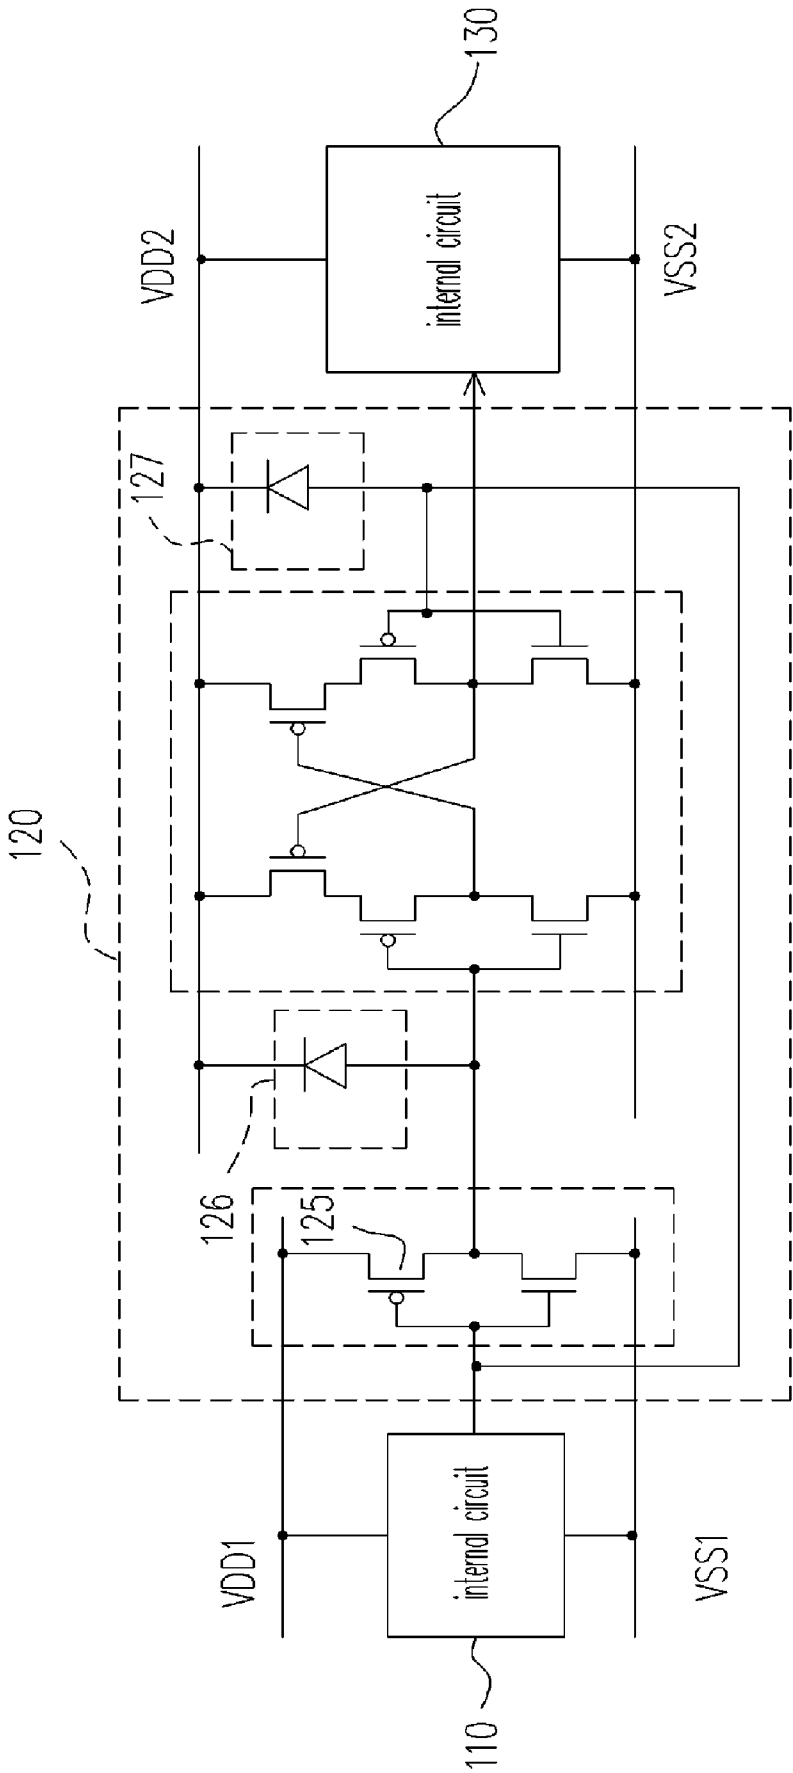 120
VDD1
126
127
VDD2
125
110
internal circuit
internal circuit
130
VSS1
VSS2